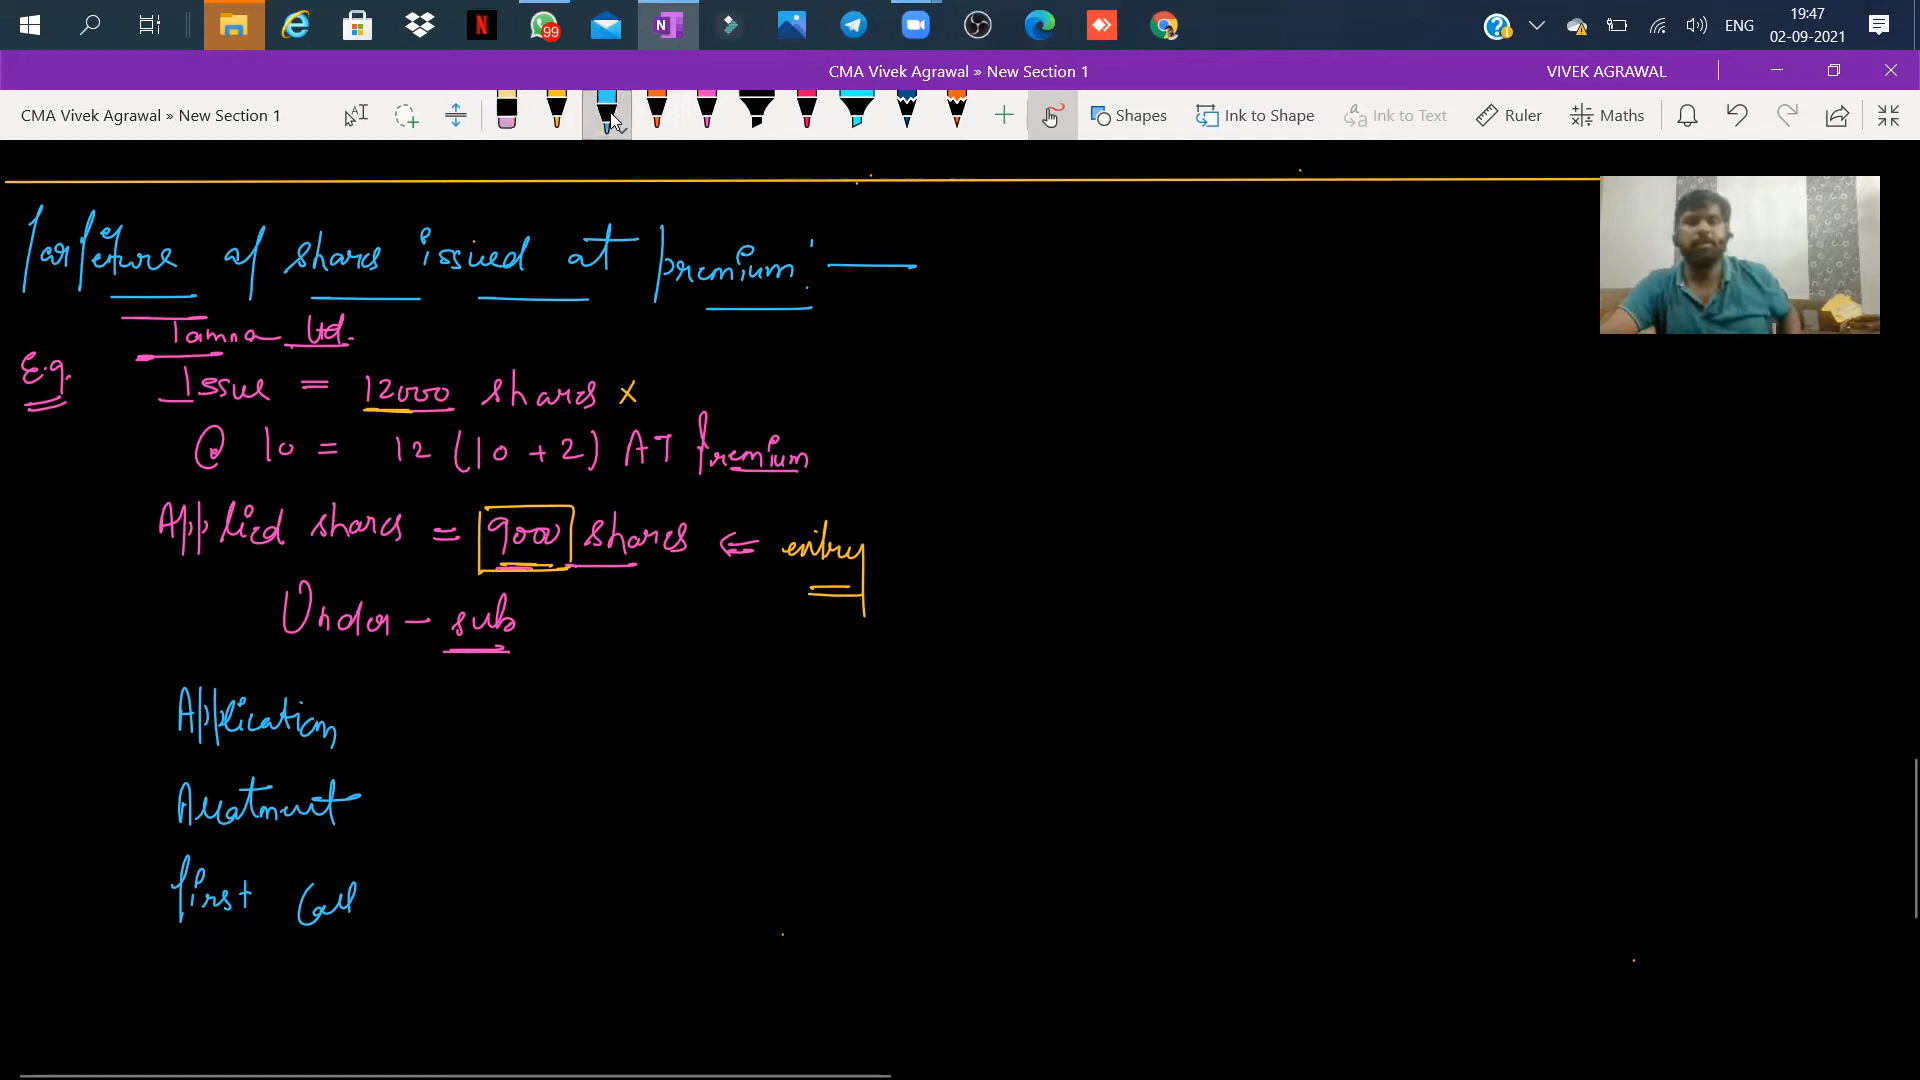 99
N
N
ENG
19:47
02-09-2021
CMA Vivek Agrawal » New Section 1
VIVEK AGRAWAL
CMA Vivek Agrawal » New Section 1
Shapes
Ink to Shape
Ink to Text
Ruler
Maths
Forfeture of shares issued at premium:—
Tamna Ltd.
E.g.
Issue = 12000 shares x
@ 10 = 12 (10 + 2) AT Premium
Applied shares = 9000 shares ⇐ entry
Under - sub
Application
Allotment
First Call